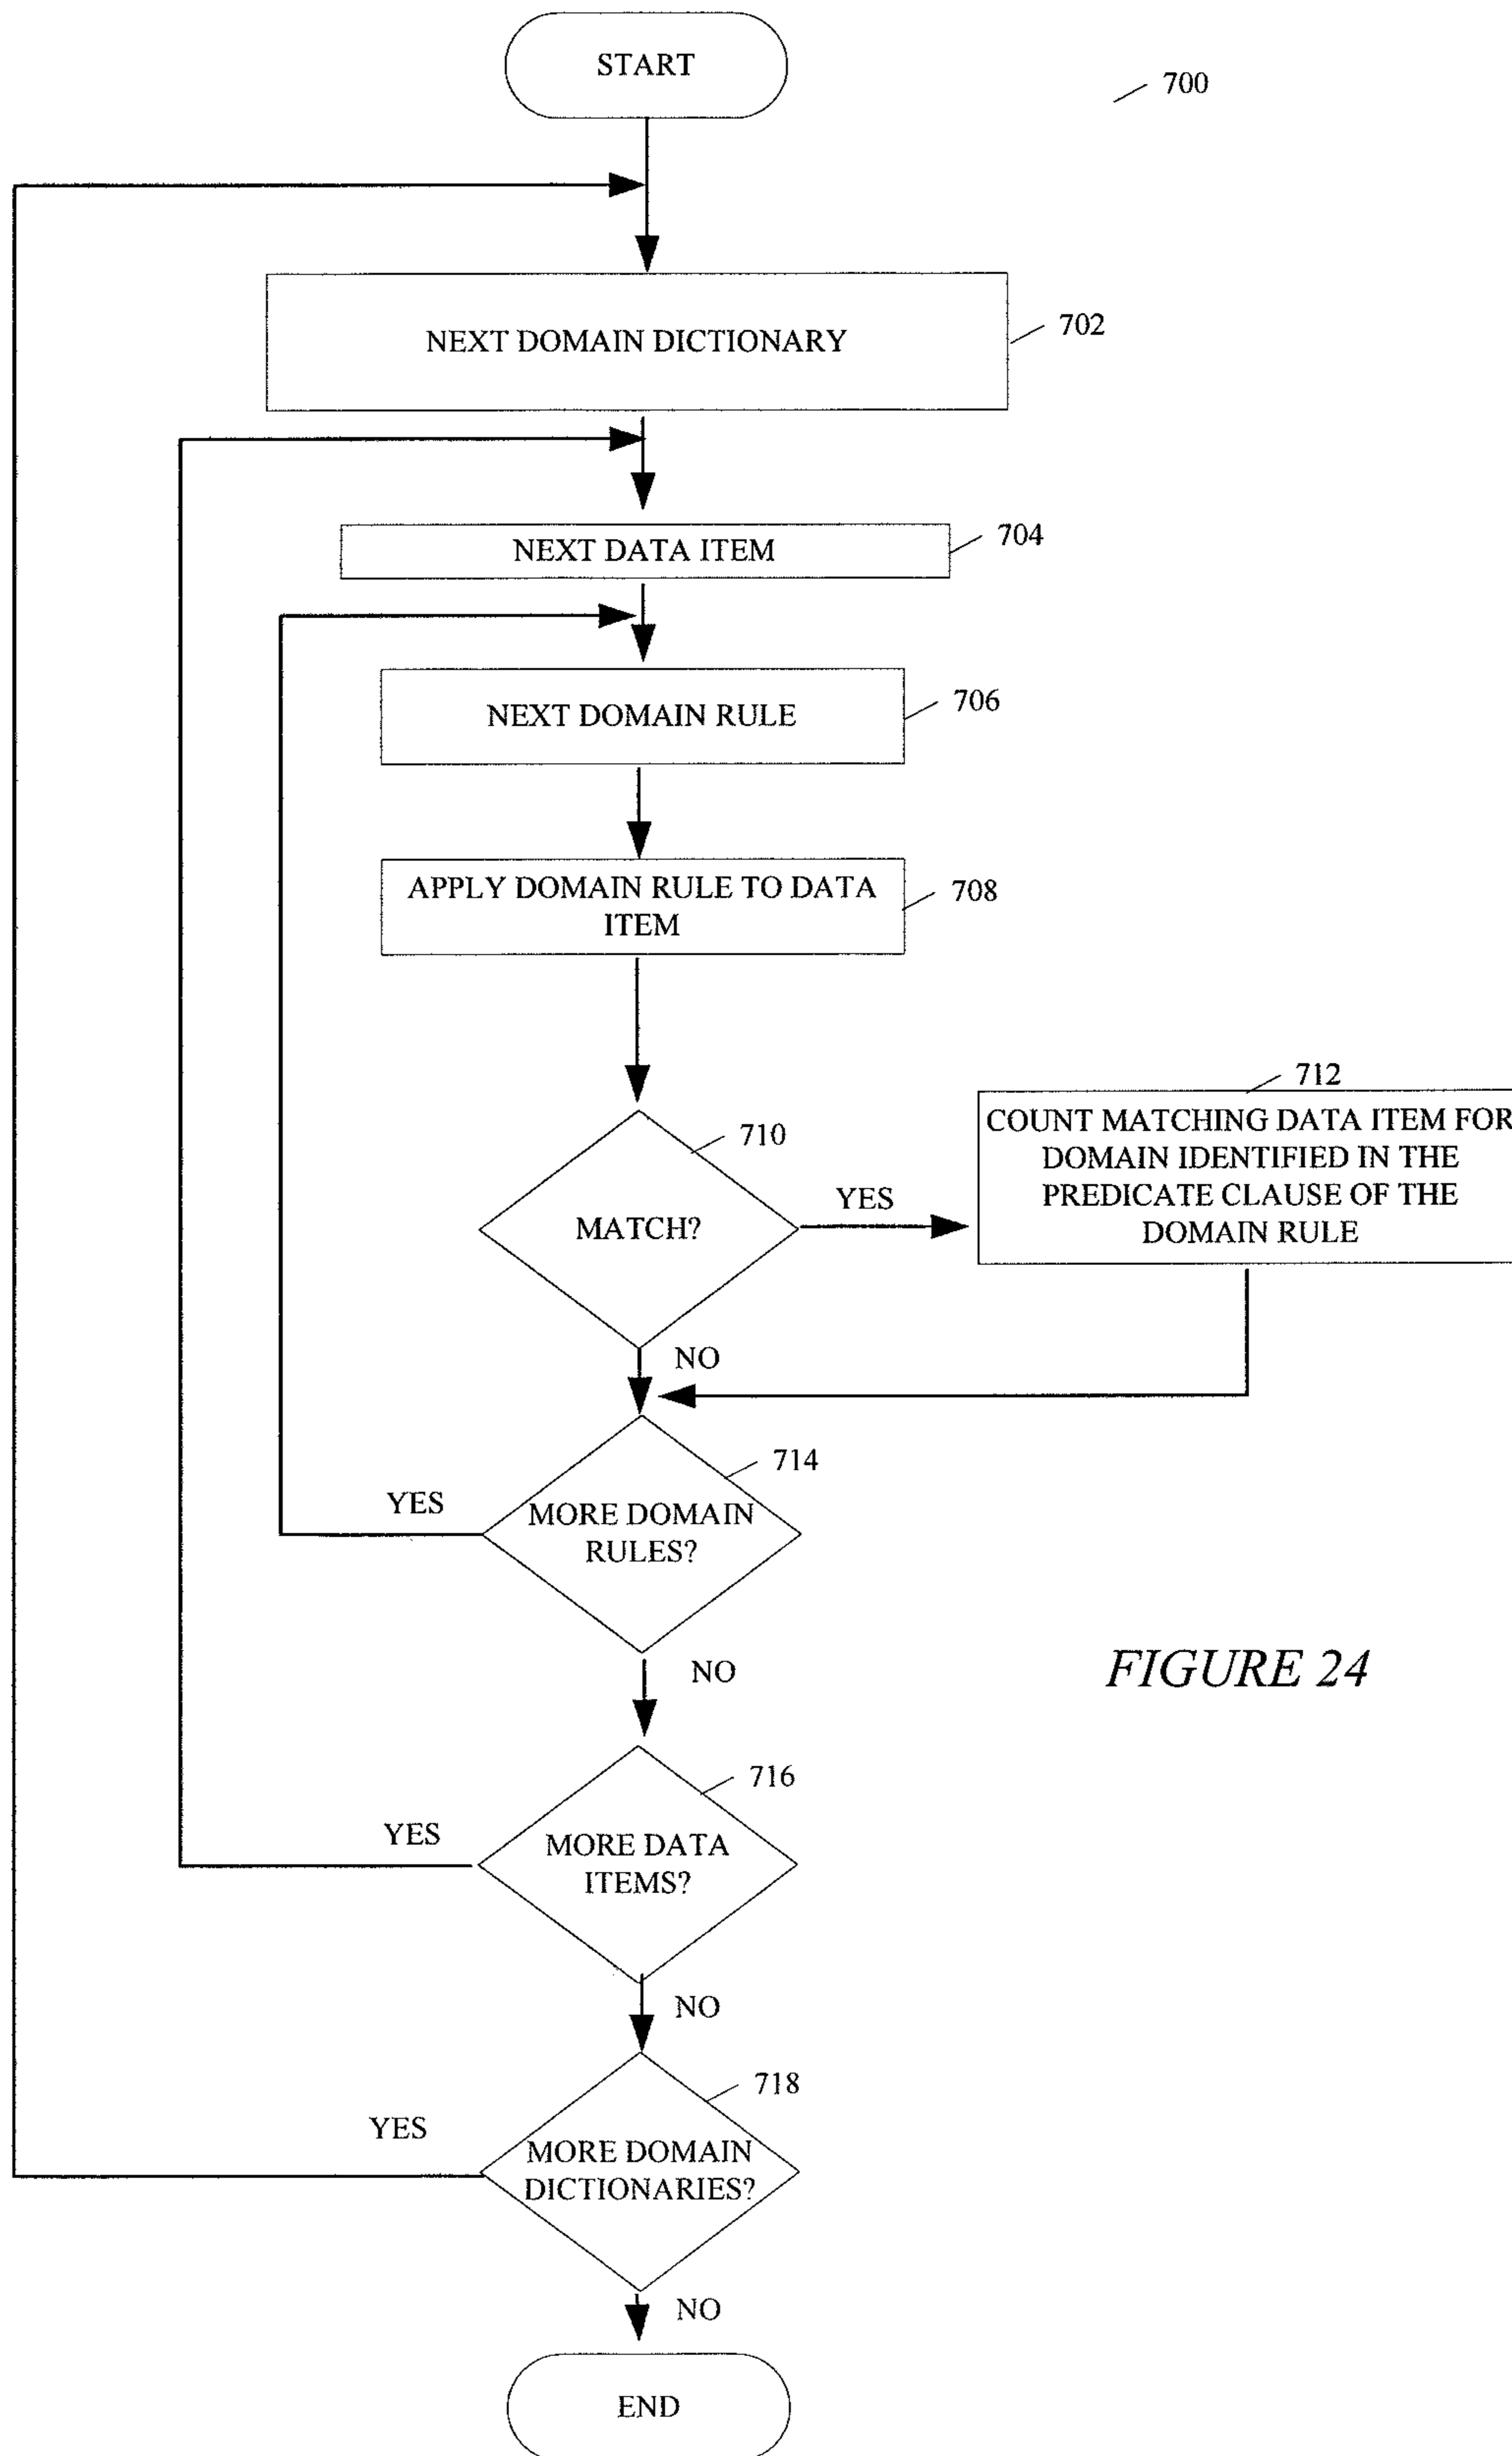 START
700
NEXT DOMAIN DICTIONARY
702
NEXT DATA ITEM
704
NEXT DOMAIN RULE
706
APPLY DOMAIN RULE TO DATA
ITEM
708
712
COUNT MATCHING DATA ITEM FOR
DOMAIN IDENTIFIED IN THE
PREDICATE CLAUSE OF THE
DOMAIN RULE
710
MATCH?
YES
NO
714
MORE DOMAIN
RULES?
YES
NO
FIGURE 24
716
MORE DATA
ITEMS?
YES
NO
718
MORE DOMAIN
DICTIONARIES?
YES
NO
END